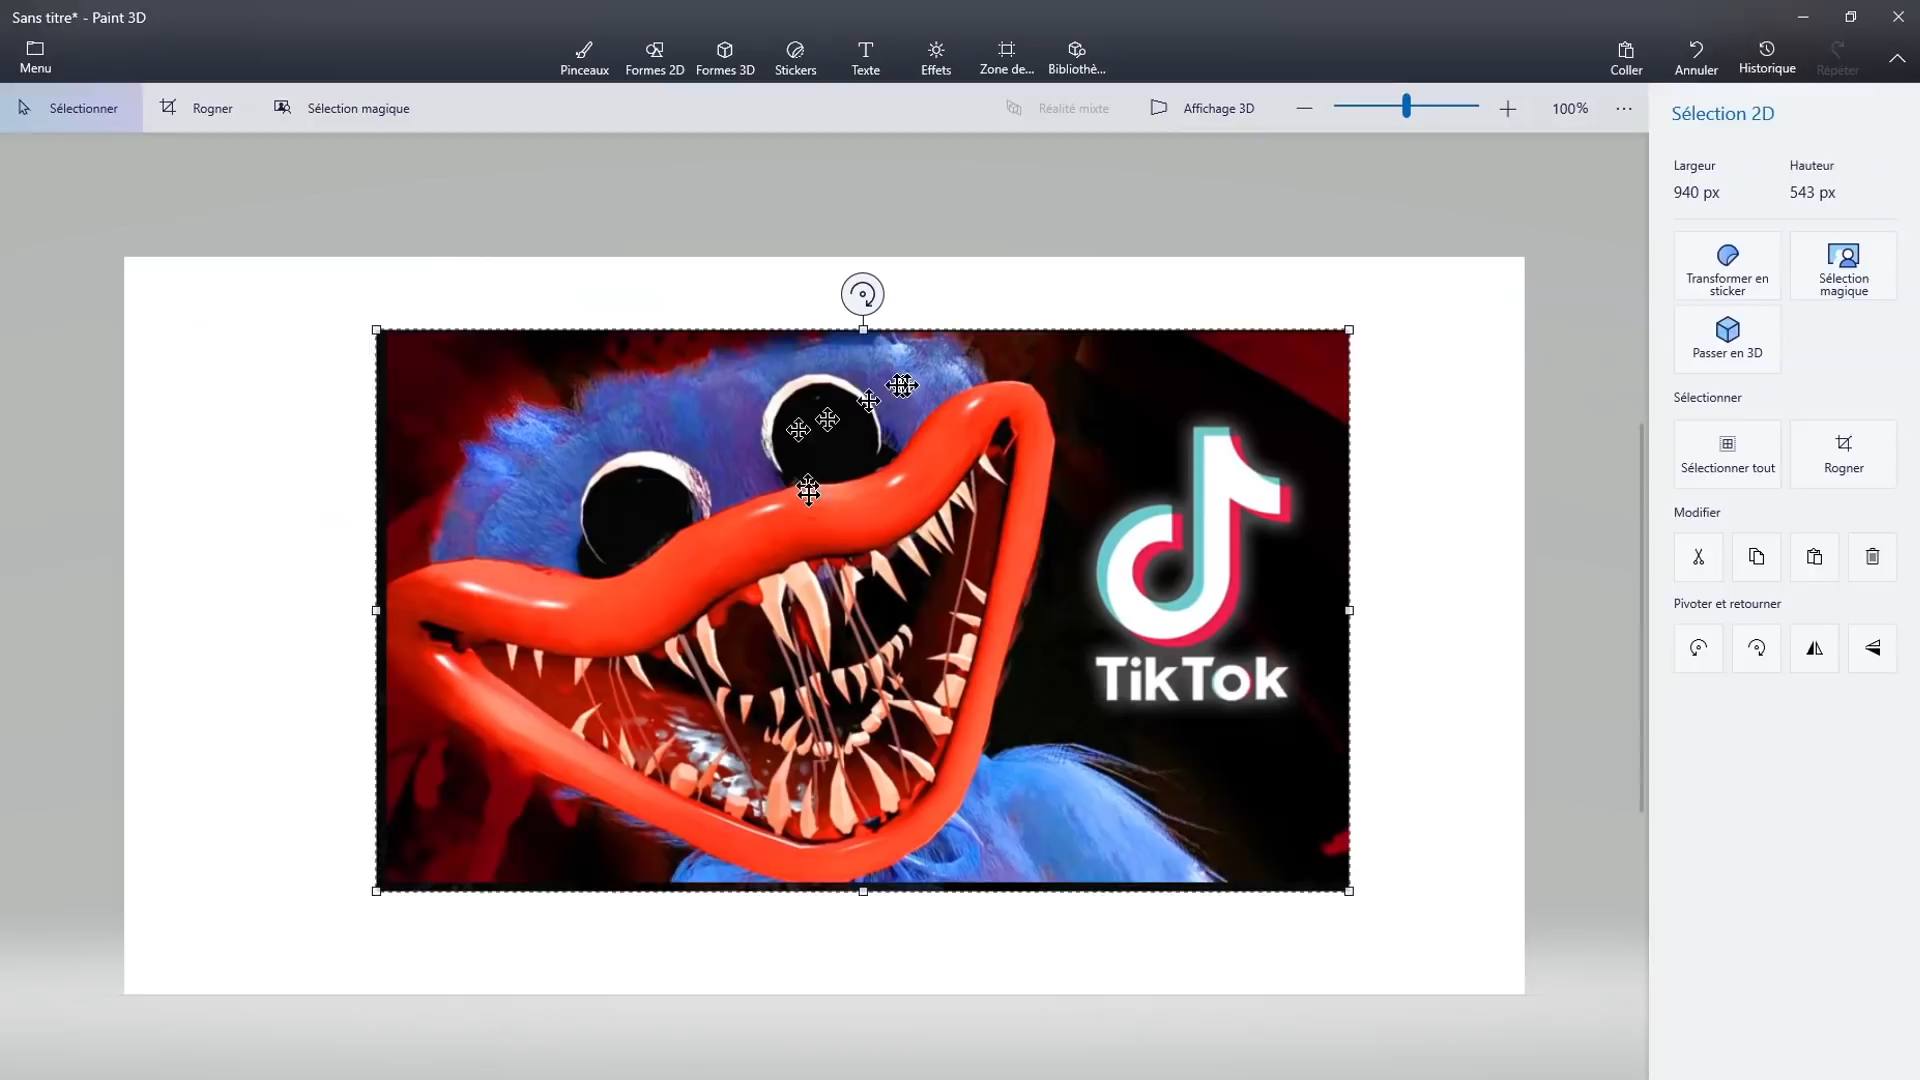 Sans titre* - Paint 3D
Menu
Pinceaux
Formes 2D
Formes 3D
Stickers
Texte
Effets
Zone de...
Bibliothè...
Coller
Annuler
Historique
Répéter
Sélectionner
Rogner
Sélection magique
Réalité mixte
Affichage 3D
100%
Sélection 2D
Largeur
Hauteur
940 px
543 px
Transformer en
sticker
Sélection
magique
Passer en 3D
Sélectionner
Sélectionner tout
Rogner
Modifier
Pivoter et retourner
TikTok